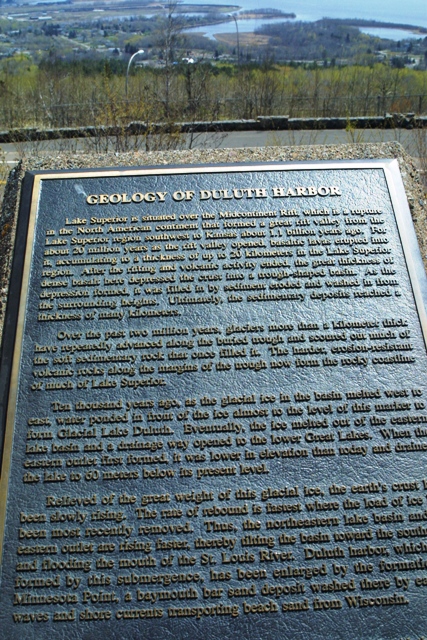 GEOLOGY OF DULUTH HARBOR
Lake Superior is situated over the Midcontinent Rift, which is a rupture
in the North American continent that formed a great rift valley from the
Lake Superior region southwest to Kansas about 1.1 billion years ago. For
about 20 million years as the rift valley opened, basaltic lavas erupted into
it, accumulating to a thickness of up to 20 kilometers in the Lake Superior
region. After the rifting and volcanic activity ceased, the great thickness of
dense basalt here depressed the crust into a trough-shaped basin. As the
depression formed, it was filled in by sediment eroded and washed in from
the surrounding heights. Ultimately, the sedimentary deposits reached a
thickness of many kilometers.
Over the past two million years, glaciers more than a kilometer thick
have repeatedly advanced along the buried trough and scoured out much of
the soft sedimentary rock that once filled it. The harder, erosion-resistant
volcanic rocks along the margins of the trough now form the rocky coastline
of much of Lake Superior.
Ten thousand years ago, as the glacial ice in the basin melted west to
east, water ponded in front of the ice almost to the level of this marker to
form Glacial Lake Duluth. Eventually, the ice melted out of the eastern
lake basin and a drainage way opened to the lower Great Lakes. When the
eastern outlet first formed, it was lower in elevation than today and drain
the lake to 60 meters below its present level.
Relieved of the great weight of this glacial ice, the earth's crust
been slowly rising. The rate of rebound is fastest where the load of ice
been most recently removed. Thus, the northeastern lake basin and
eastern outlet are rising faster, thereby tilting the basin toward the south
and flooding the mouth of the St. Louis River. Duluth harbor, which
formed by this submergence, has been enlarged by the formati
Minnesota Point, a baymouth bar sand deposit washed there by ea
waves and shore currents transporting beach sand from Wisconsin.